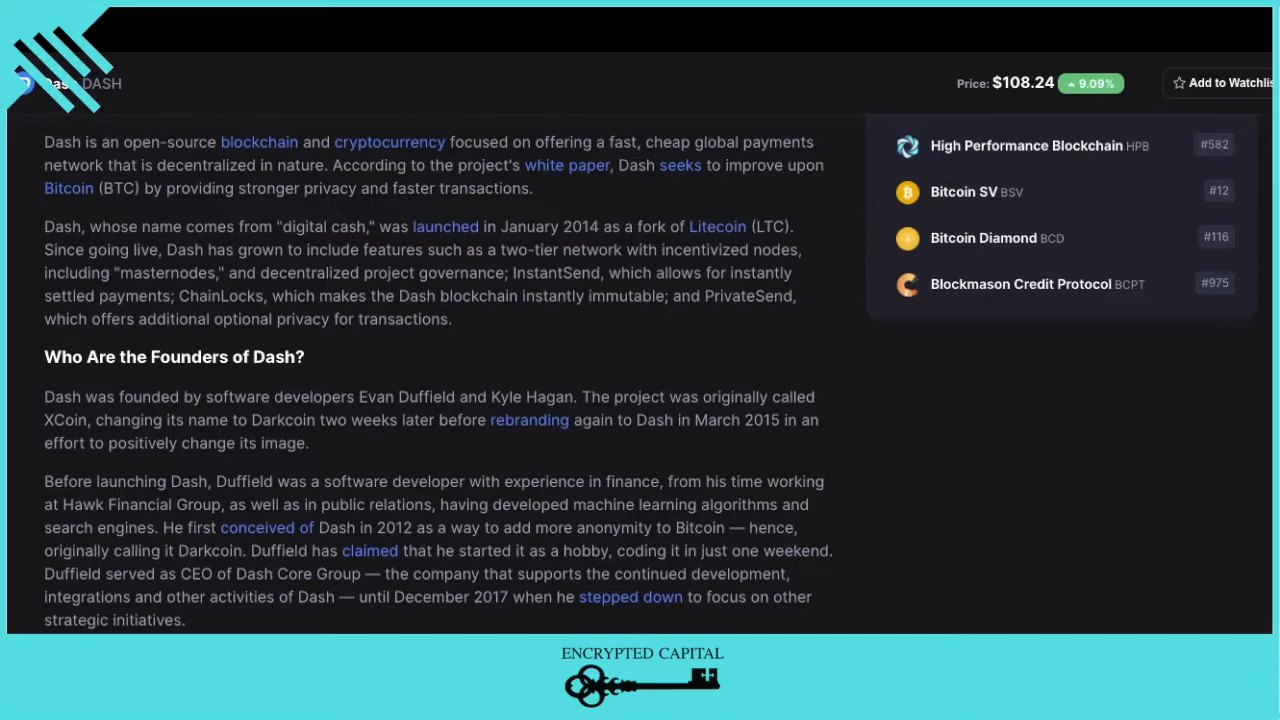 Dash DASH
Price: $108.24 9.09%
Add to Watchlis
Dash is an open-source blockchain and cryptocurrency focused on offering a fast, cheap global payments
network that is decentralized in nature. According to the project's white paper, Dash seeks to improve upon
Bitcoin (BTC) by providing stronger privacy and faster transactions.
Dash, whose name comes from "digital cash," was launched in January 2014 as a fork of Litecoin (LTC).
Since going live, Dash has grown to include features such as a two-tier network with incentivized nodes,
including "masternodes," and decentralized project governance; InstantSend, which allows for instantly
settled payments; ChainLocks, which makes the Dash blockchain instantly immutable; and PrivateSend,
which offers additional optional privacy for transactions.
Who Are the Founders of Dash?
Dash was founded by software developers Evan Duffield and Kyle Hagan. The project was originally called
XCoin, changing its name to Darkcoin two weeks later before rebranding again to Dash in March 2015 in an
effort to positively change its image.
Before launching Dash, Duffield was a software developer with experience in finance, from his time working
at Hawk Financial Group, as well as in public relations, having developed machine learning algorithms and
search engines. He first conceived of Dash in 2012 as a way to add more anonymity to Bitcoin — hence,
originally calling it Darkcoin. Duffield has claimed that he started it as a hobby, coding it in just one weekend.
Duffield served as CEO of Dash Core Group — the company that supports the continued development,
integrations and other activities of Dash — until December 2017 when he stepped down to focus on other
strategic initiatives.
High Performance Blockchain HPB #582
Bitcoin SV BSV #12
Bitcoin Diamond BCD #116
Blockmason Credit Protocol BCPT #975
ENCRYPTED CAPITAL